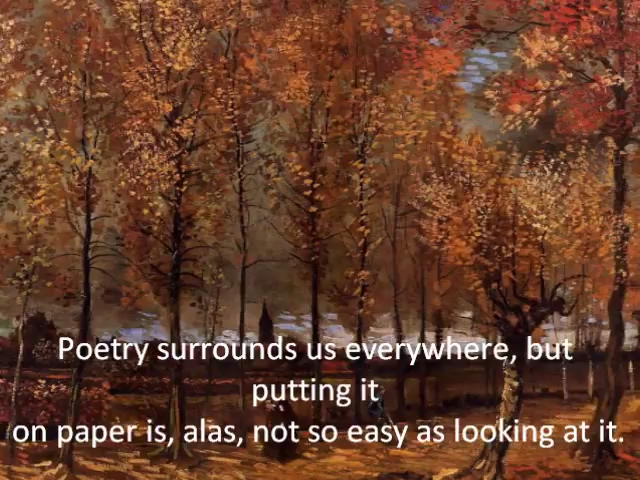 Poetry surrounds us everywhere, but
putting it
on paper is, alas, not so easy as looking at it.